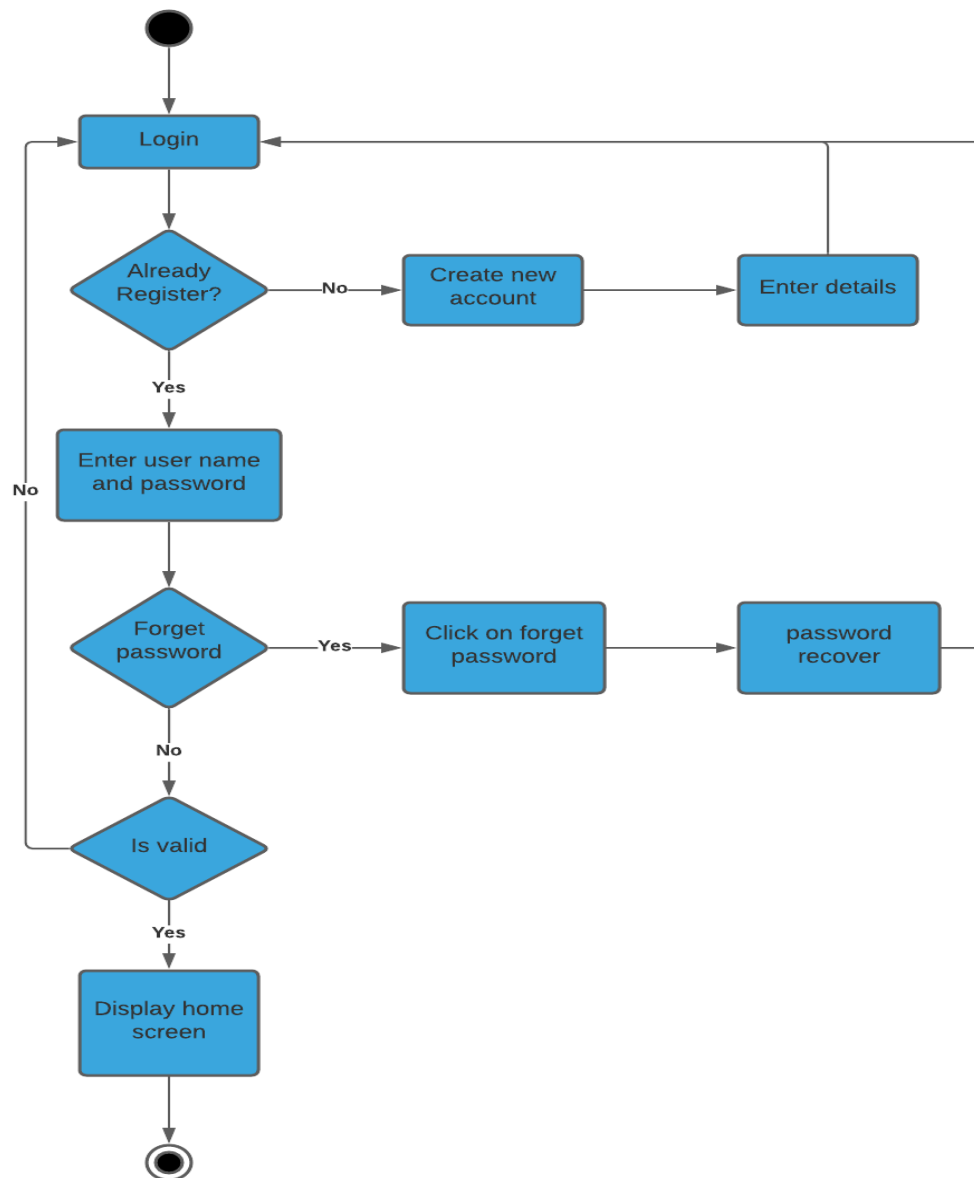 Login
Already
Register?
No
Create new
account
Enter details
Yes
Enter user name
and password
No
Forget
password
Yes
Click on forget
password
password
recover
No
Is valid
Yes
Display home
screen